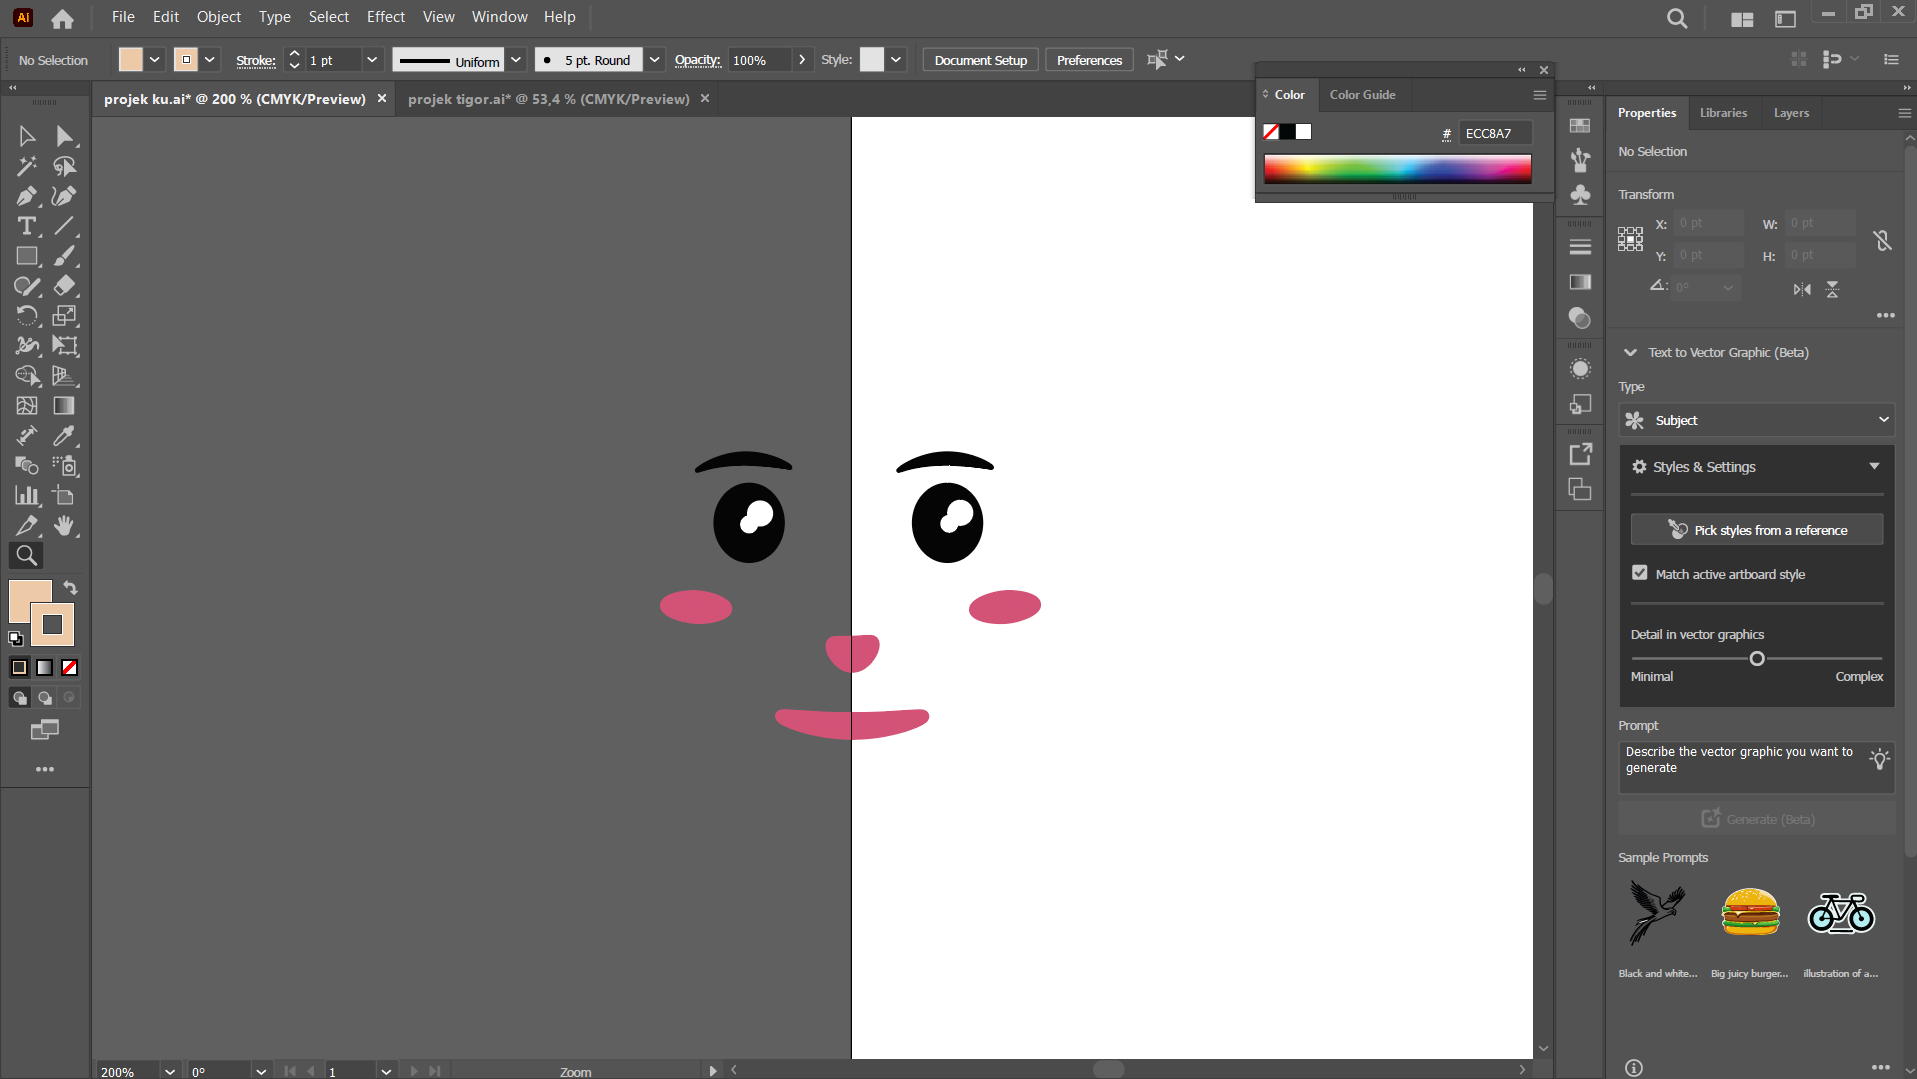 Ai File Edit Object Type Select Effect View Window Help
No Selection Stroke: 1 pt Uniform 5 pt. Round Opacity: 100% Style: Document Setup Preferences
projek ku.ai* @ 200 % (CMYK/Preview) projek tigor.ai* @ 53,4 % (CMYK/Preview)
Color Color Guide
# ECC8A7
Properties Libraries Layers
No Selection
Transform
X: 0 pt W: 0 pt
Y: 0 pt H: 0 pt
0°
Text to Vector Graphic (Beta)
Type
Subject
Styles & Settings
Pick styles from a reference
Match active artboard style
Detail in vector graphics
Minimal Complex
Prompt
Describe the vector graphic you want to
generate
Generate (Beta)
Sample Prompts
Black and white... Big juicy burger... illustration of a...
200% 0° 1 Zoom